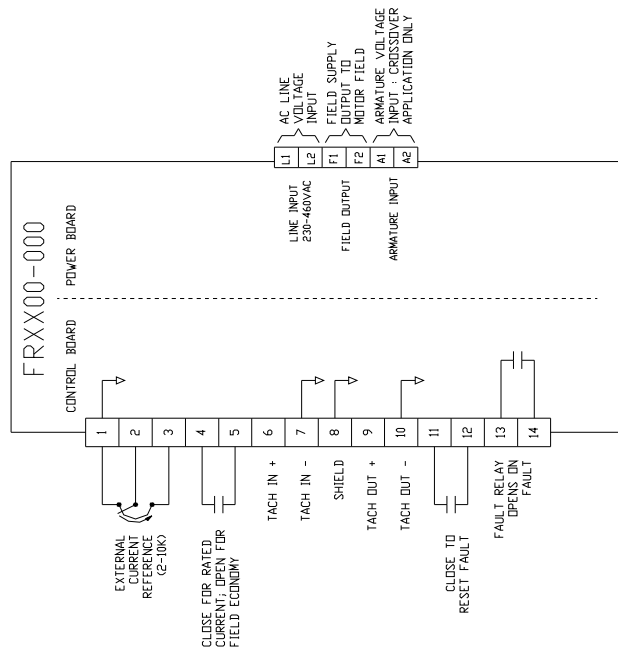 FRXX00-000
CONTROL BOARD
POWER BOARD
EXTERNAL
CURRENT
REFERENCE
(2-10K)
CLOSE FOR RATED
CURRENT; OPEN FOR
FIELD ECONOMY
TACH IN +
TACH IN -
SHIELD
TACH OUT +
TACH OUT -
CLOSE TO
RESET FAULT
FAULT RELAY
OPENS ON
FAULT
1
2
3
4
5
6
7
8
9
10
11
12
13
14
LINE INPUT
230-460VAC
FIELD OUTPUT
ARMATURE INPUT
L1
L2
F1
F2
A1
A2
AC LINE
VOLTAGE
INPUT
FIELD SUPPLY
OUTPUT TO
MOTOR FIELD
ARMATURE VOLTAGE
INPUT : CROSSOVER
APPLICATION ONLY